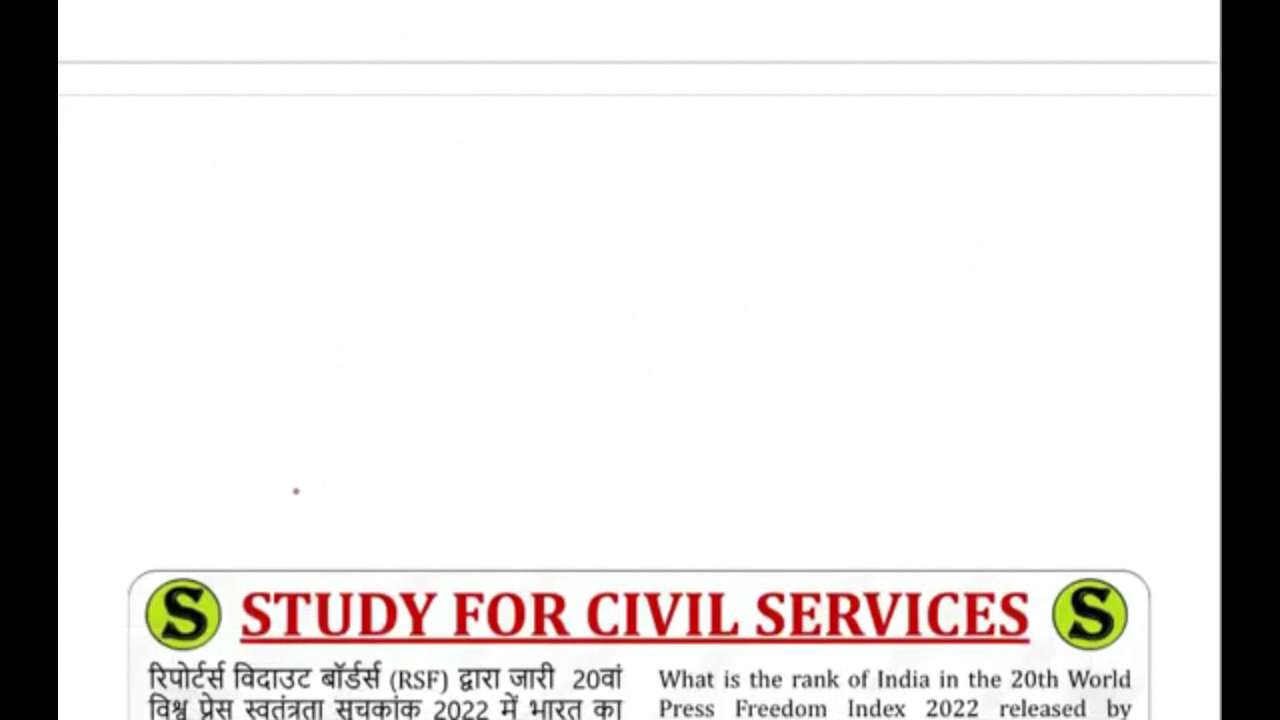 S STUDY FOR CIVIL SERVICES S
रिपोर्टर्स विदाउट बॉर्डर्स (RSF) द्वारा जारी 20वां
विश्व प्रेस स्वतंत्रता सूचकांक 2022 में भारत का
What is the rank of India in the 20th World
Press Freedom Index 2022 released by